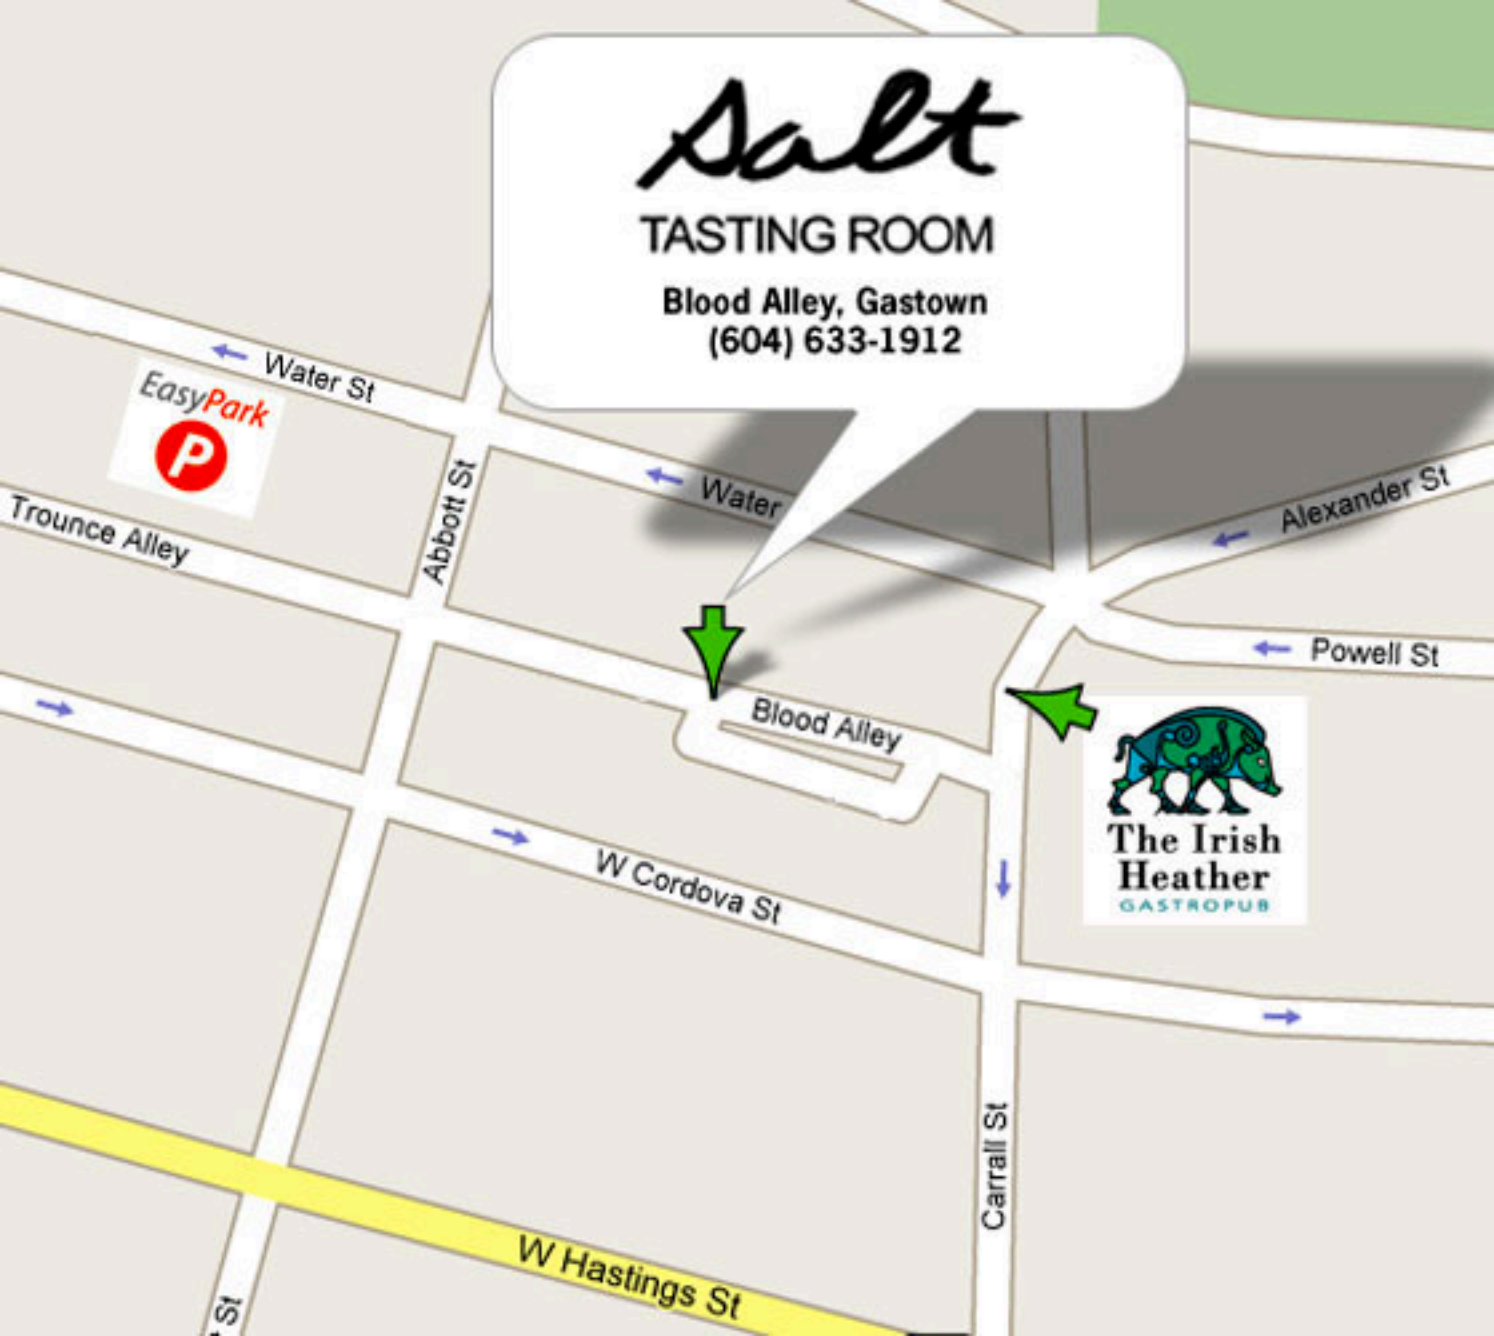 Salt
TASTING ROOM
Blood Alley, Gastown
(604) 633-1912
Water St
EasyPark
P
Abbott St
Water
Alexander St
Trounce Alley
Powell St
Blood Alley
The Irish
Heather
GASTROPUB
W Cordova St
Carrall St
W Hastings St
St